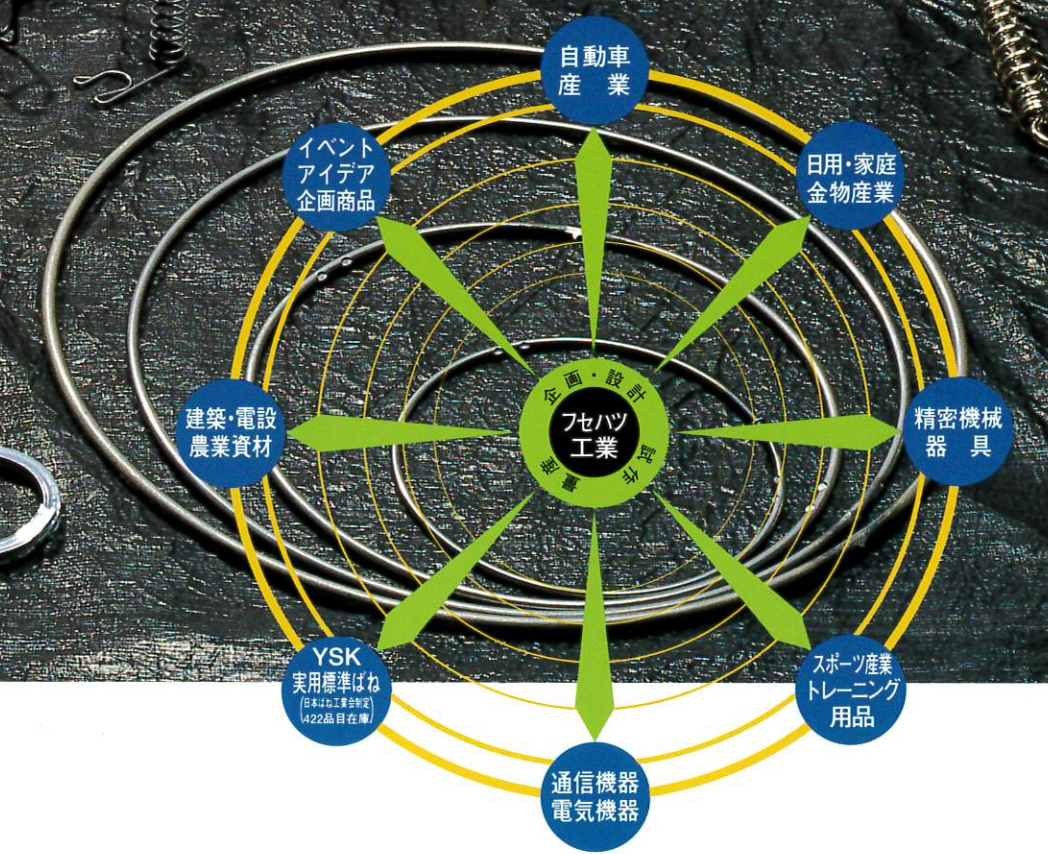 自動車
産業
日用・家庭
金物産業
精密機械
器具
スポーツ産業
トレーニング
用品
通信機器
電気機器
YSK
実用標準ばね
(日本ばね工業会制定)
(422品目在庫)
建築・電設
農業資材
イベント
アイデア
企画商品
企画・設計
試作
量産
フセハツ
工業